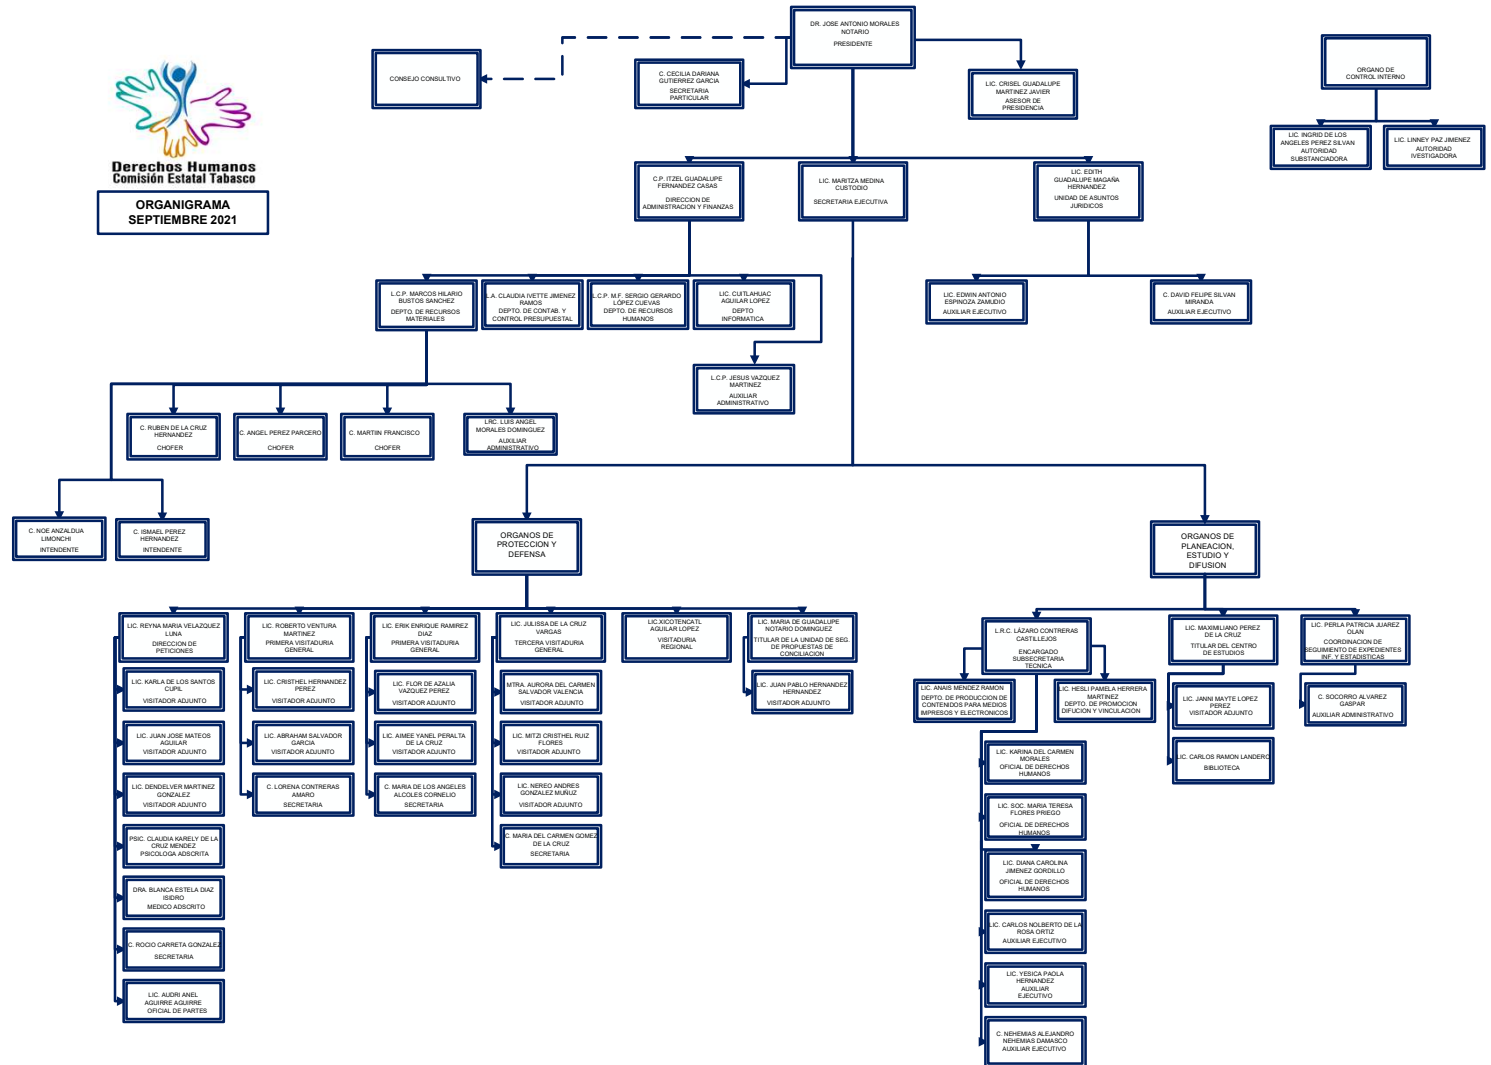 DR. JOSE ANTONIO MORALES
NOTARIO
PRESIDENTE
CONSEJO CONSULTIVO
C. CECILIA DARIANA
GUTIERREZ GARCIA
SECRETARIA
PARTICULAR
LIC. CRISEL GUADALUPE
MARTINEZ JAVIER
ASESOR DE
PRESIDENCIA
ORGANO DE
CONTROL INTERNO
LIC. INGRID DE LOS
ANGELES PEREZ SILVAN
AUTORIDAD
SUBSTANCIADORA
LIC. LINNEY PAZ JIMENEZ
AUTORIDAD
IVESTIGADORA
Derechos Humanos
Comisión Estatal Tabasco
ORGANIGRAMA
SEPTIEMBRE 2021
C.P. ITZEL GUADALUPE
FERNANDEZ CASAS
DIRECCION DE
ADMINISTRACION Y FINANZAS
LIC. MARITZA MEDINA
CUSTODIO
SECRETARIA EJECUTIVA
LIC. EDITH
GUADALUPE MAGAÑA
HERNANDEZ
UNIDAD DE ASUNTOS
JURIDICOS
L.C.P. MARCOS HILARIO
BUSTOS SANCHEZ
DEPTO. DE RECURSOS
MATERIALES
L.A. CLAUDIA IVETTE JIMENEZ
RAMOS
DEPTO. DE CONTAB. Y
CONTROL PRESUPUESTAL
L.C.P. M.F. SERGIO GERARDO
LÓPEZ CUEVAS
DEPTO. DE RECURSOS
HUMANOS
LIC. CUITLAHUAC
AGUILAR LOPEZ
DEPTO
INFORMATICA
LIC. EDWIN ANTONIO
ESPINOZA ZAMUDIO
AUXILIAR EJECUTIVO
C. DAVID FELIPE SILVAN
MIRANDA
AUXILIAR EJECUTIVO
L.C.P. JESUS VAZQUEZ
MARTINEZ
AUXILIAR
ADMINISTRATIVO
C. RUBEN DE LA CRUZ
HERNANDEZ
CHOFER
C. ANGEL PEREZ PARCERO
CHOFER
C. MARTIIN FRANCISCO
CHOFER
LRC. LUIS ANGEL
MORALES DOMINGUEZ
AUXILIAR
ADMINISTRATIVO
C. NOE ANZALDUA
LIMONCHI
INTENDENTE
C. ISMAEL PEREZ
HERNANDEZ
INTENDENTE
ORGANOS DE
PROTECCION Y
DEFENSA
ORGANOS DE
PLANEACION,
ESTUDIO Y
DIFUSION
LIC. REYNA MARIA VELAZQUEZ
LUNA
DIRECCION DE
PETICIONES
LIC. ROBERTO VENTURA
MARTINEZ
PRIMERA VISITADURIA
GENERAL
LIC. ERIK ENRIQUE RAMIREZ
DIAZ
PRIMERA VISITADURIA
GENERAL
LIC. JULISSA DE LA CRUZ
VARGAS
TERCERA VISITADURIA
GENERAL
LIC.XICOTENCATL
AGUILAR LOPEZ
VISITADURIA
REGIONAL
LIC. MARIA DE GUADALUPE
NOTARIO DOMINGUEZ
TITULAR DE LA UNIDAD DE SEG.
DE PROPUESTAS DE
CONCILIACION
L.R.C. LÁZARO CONTRERAS
CASTILLEJOS
ENCARGADO
SUBSECRETARIA
TECNICA
LIC. MAXIMILIANO PEREZ
DE LA CRUZ
TITULAR DEL CENTRO
DE ESTUDIOS
LIC. PERLA PATRICIA JUAREZ
OLAN
COORDINACION DE
SEGUIMIENTO DE EXPEDIENTES
INF. Y ESTADISTICAS
LIC. KARLA DE LOS SANTOS
CUPIL
VISITADOR ADJUNTO
LIC. CRISTHEL HERNANDEZ
PEREZ
VISITADOR ADJUNTO
LIC. FLOR DE AZALIA
VAZQUEZ PEREZ
VISITADOR ADJUNTO
MTRA. AURORA DEL CARMEN
SALVADOR VALENCIA
VISITADOR ADJUNTO
LIC. JUAN PABLO HERNANDEZ
HERNANDEZ
VISITADOR ADJUNTO
LIC. ANAIS MENDEZ RAMON
DEPTO. DE PRODUCCION DE
CONTENIDOS PARA MEDIOS
IMPRESOS Y ELECTRONICOS
LIC. HESLI PAMELA HERRERA
MARTINEZ
DEPTO. DE PROMOCION
DIFUCION Y VINCULACION
LIC. JANNI MAYTE LOPEZ
PEREZ
VISITADOR ADJUNTO
C. SOCORRO ALVAREZ
GASPAR
AUXILIAR ADMINISTRATIVO
LIC. JUAN JOSE MATEOS
AGUILAR
VISITADOR ADJUNTO
LIC. ABRAHAM SALVADOR
GARCIA
VISITADOR ADJUNTO
LIC. AIMEE YANEL PERALTA
DE LA CRUZ
VISITADOR ADJUNTO
LIC. MITZI CRISTHEL RUIZ
FLORES
VISITADOR ADJUNTO
LIC. KARINA DEL CARMEN
MORALES
OFICIAL DE DERECHOS
HUMANOS
LIC. CARLOS RAMON LANDERO
BIBLIOTECA
LIC. DENDELVER MARTINEZ
GONZALEZ
VISITADOR ADJUNTO
C. LORENA CONTRERAS
AMARO
SECRETARIA
C. MARIA DE LOS ANGELES
ALCOLES CORNELIO
SECRETARIA
LIC. NEREO ANDRES
GONZALEZ MUÑUZ
VISITADOR ADJUNTO
LIC. SOC. MARIA TERESA
FLORES PRIEGO
OFICIAL DE DERECHOS
HUMANOS
PSIC. CLAUDIA KARELY DE LA
CRUZ MENDEZ
PSICOLOGA ADSCRITA
C. MARIA DEL CARMEN GOMEZ
DE LA CRUZ
SECRETARIA
LIC. DIANA CAROLINA
JIMENEZ GORDILLO
OFICIAL DE DERECHOS
HUMANOS
DRA. BLANCA ESTELA DIAZ
ISIDRO
MEDICO ADSCRITO
LIC. CARLOS NOLBERTO DE LA
ROSA ORTIZ
AUXILIAR EJECUTIVO
C. ROCIO CARRETA GONZALEZ
SECRETARIA
LIC. YESICA PAOLA
HERNANDEZ
AUXILIAR
EJECUTIVO
LIC. AUDRI ANEL
AGUIRRE AGUIRRE
OFICIAL DE PARTES
C. NEHEMIAS ALEJANDRO
NEHEMIAS DAMASCO
AUXILIAR EJECUTIVO